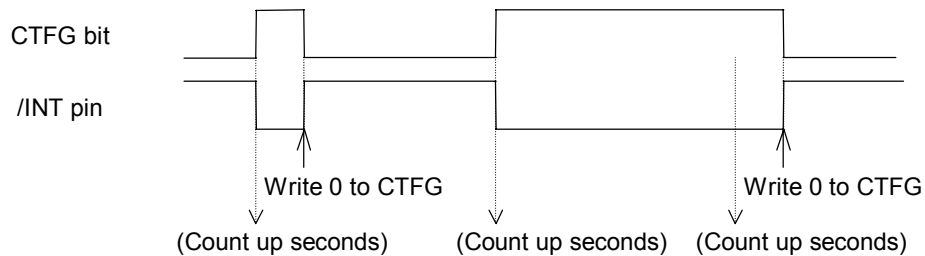 CTFG bit
/INT pin
Write 0 to CTFG
Write 0 to CTFG
(Count up seconds)
(Count up seconds)
(Count up seconds)